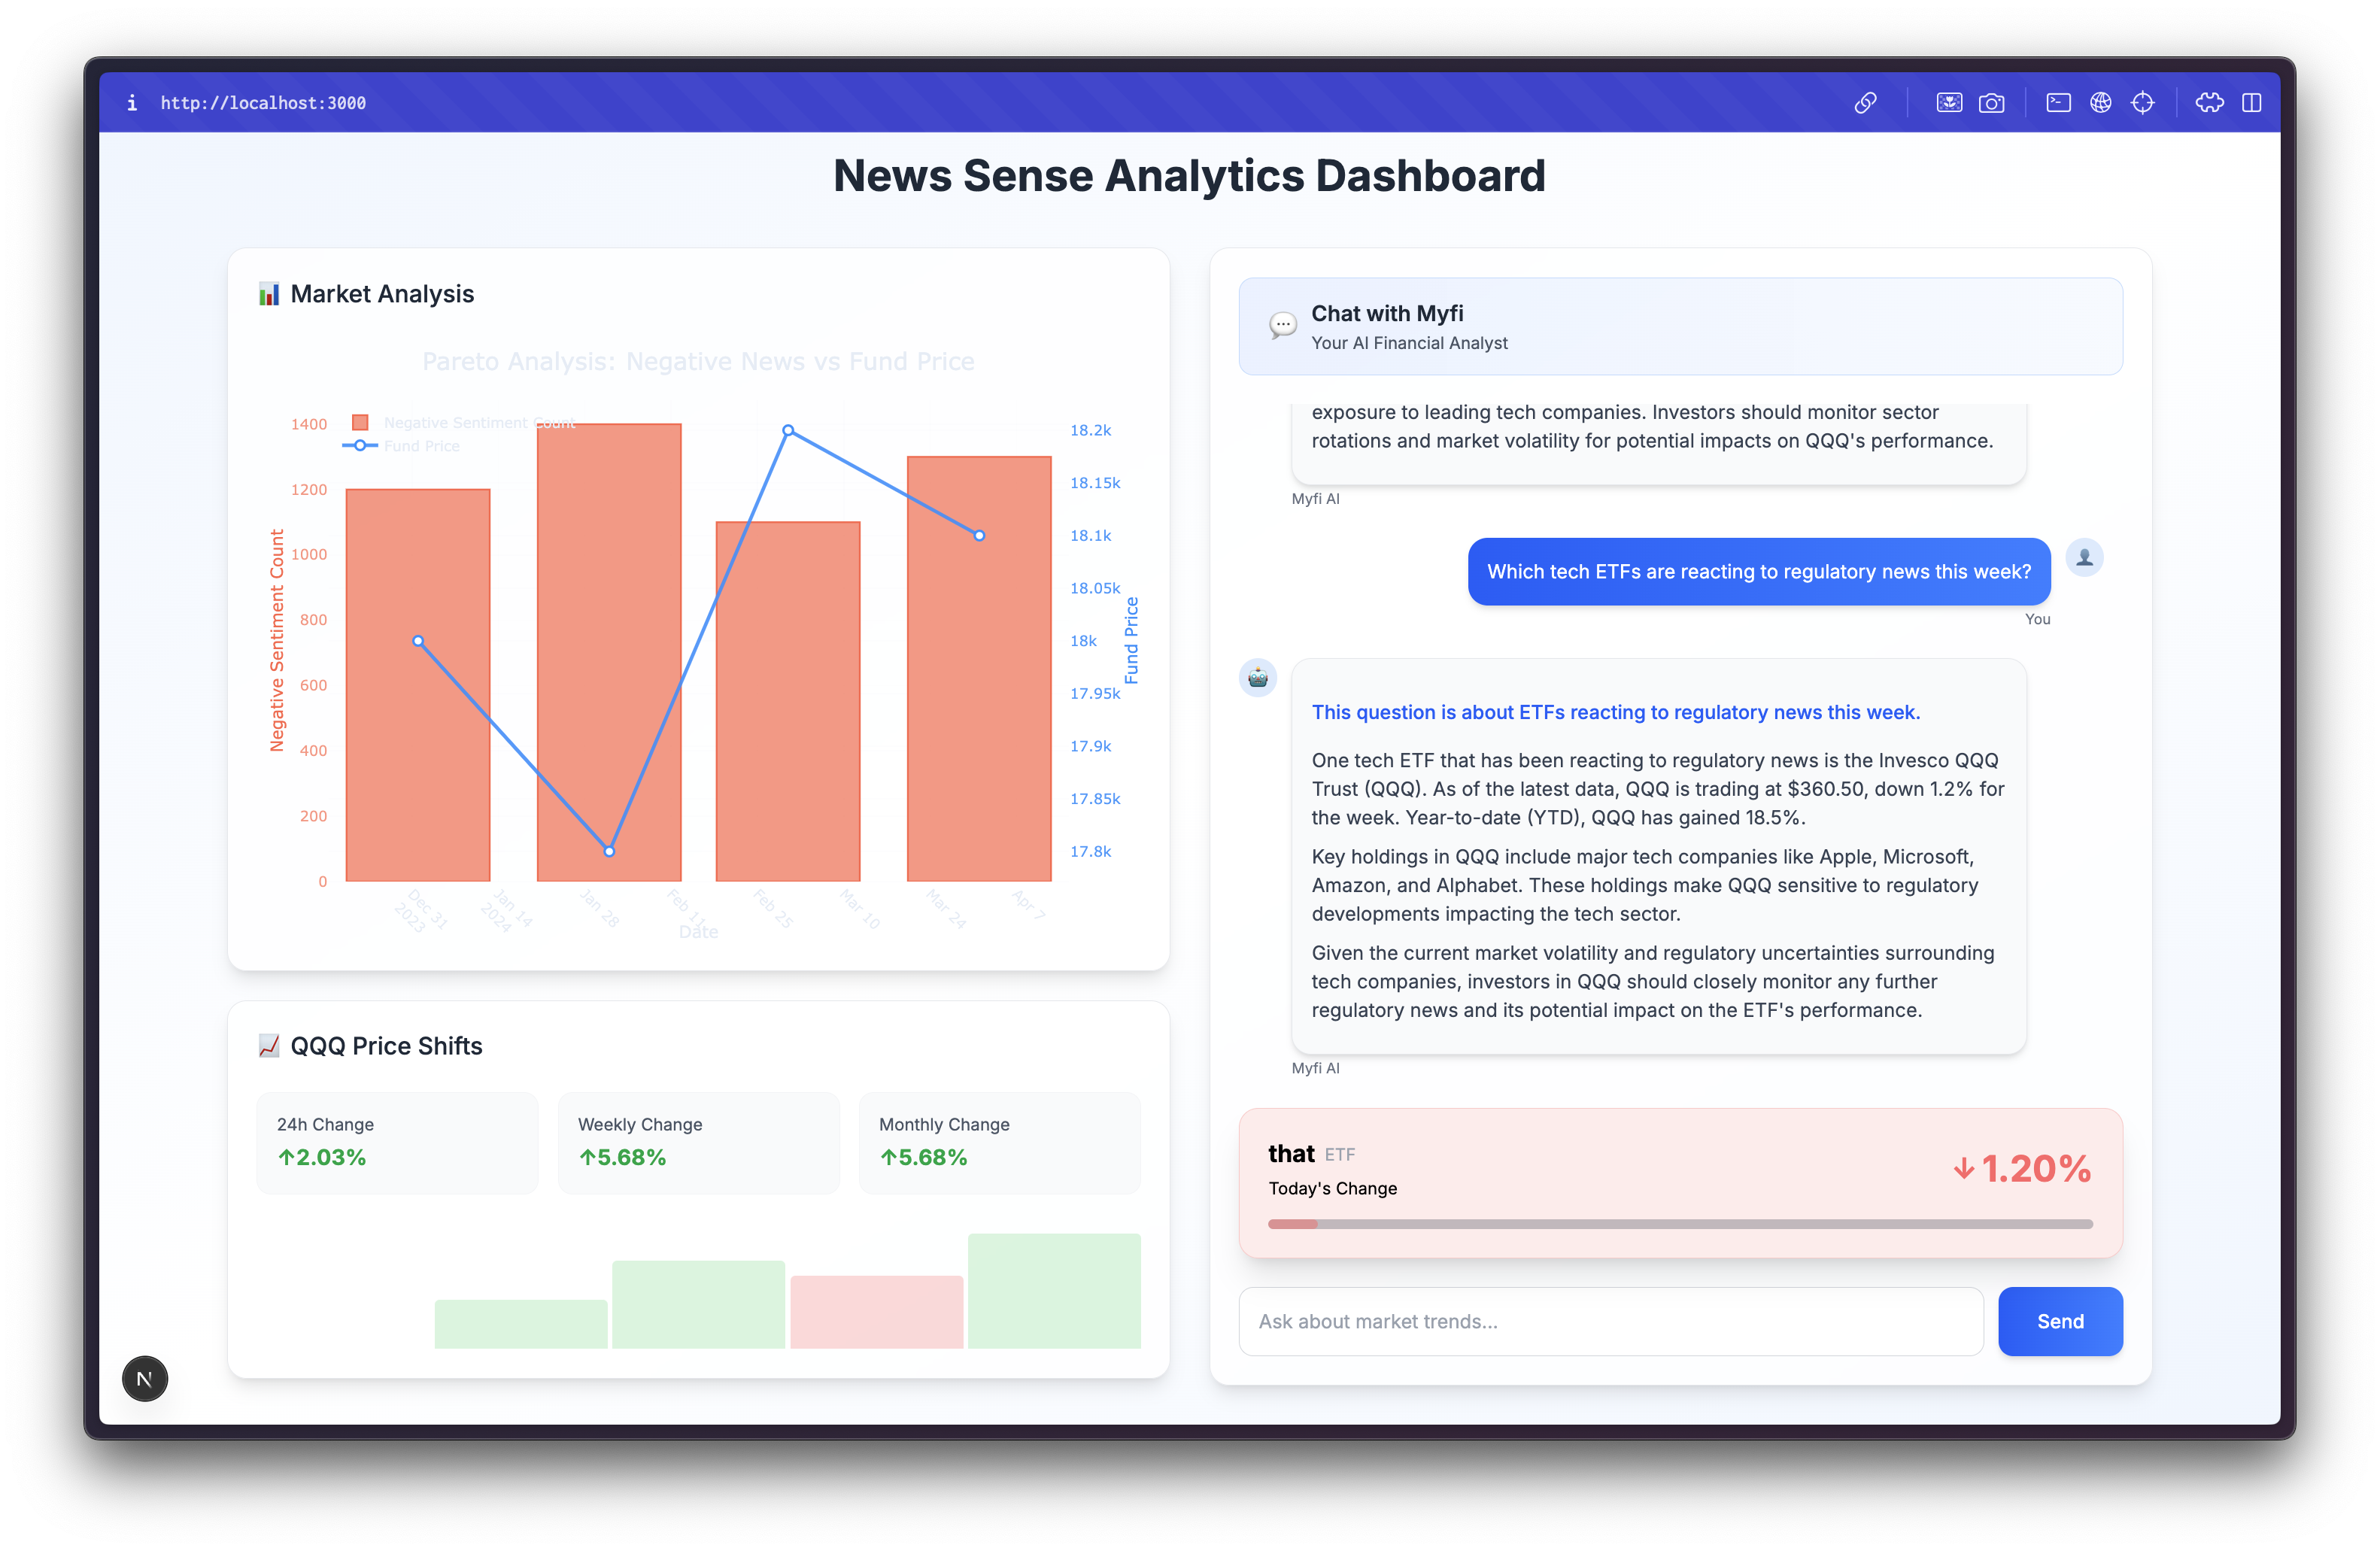 i http://localhost:3000
News Sense Analytics Dashboard
📊 Market Analysis
Pareto Analysis: Negative News vs Fund Price
Negative Sentiment Count
Fund Price
1400
1200
1000
800
600
400
200
0
Negative Sentiment Count
18.2k
18.15k
18.1k
18.05k
18k
17.95k
17.9k
17.85k
17.8k
Fund Price
Dec 31
2023
Jan 14
2024
Jan 28
Feb 11
Feb 25
Mar 10
Mar 24
Apr 7
Date
📈 QQQ Price Shifts
24h Change
↑2.03%
Weekly Change
↑5.68%
Monthly Change
↑5.68%
N
💬 Chat with Myfi
Your AI Financial Analyst
exposure to leading tech companies. Investors should monitor sector
rotations and market volatility for potential impacts on QQQ's performance.
Myfi AI
Which tech ETFs are reacting to regulatory news this week?
You
This question is about ETFs reacting to regulatory news this week.
One tech ETF that has been reacting to regulatory news is the Invesco QQQ
Trust (QQQ). As of the latest data, QQQ is trading at $360.50, down 1.2% for
the week. Year-to-date (YTD), QQQ has gained 18.5%.
Key holdings in QQQ include major tech companies like Apple, Microsoft,
Amazon, and Alphabet. These holdings make QQQ sensitive to regulatory
developments impacting the tech sector.
Given the current market volatility and regulatory uncertainties surrounding
tech companies, investors in QQQ should closely monitor any further
regulatory news and its potential impact on the ETF's performance.
Myfi AI
that ETF
Today's Change
↓1.20%
Ask about market trends...
Send